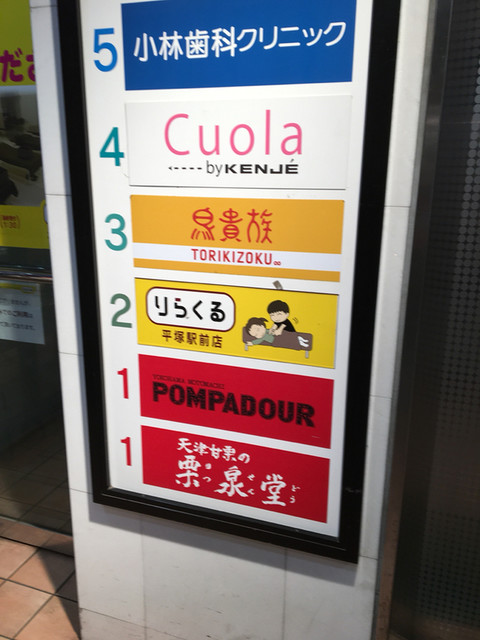 5
小林歯科クリニック
4
Cuola
by KENJÉ
3
鳥貴族
TORIKIZOKU
2
りらくる
平塚駅前店
1
YOKOHAMA MOTOMACHI
POMPADOUR
1
天津甘栗の
栗泉堂